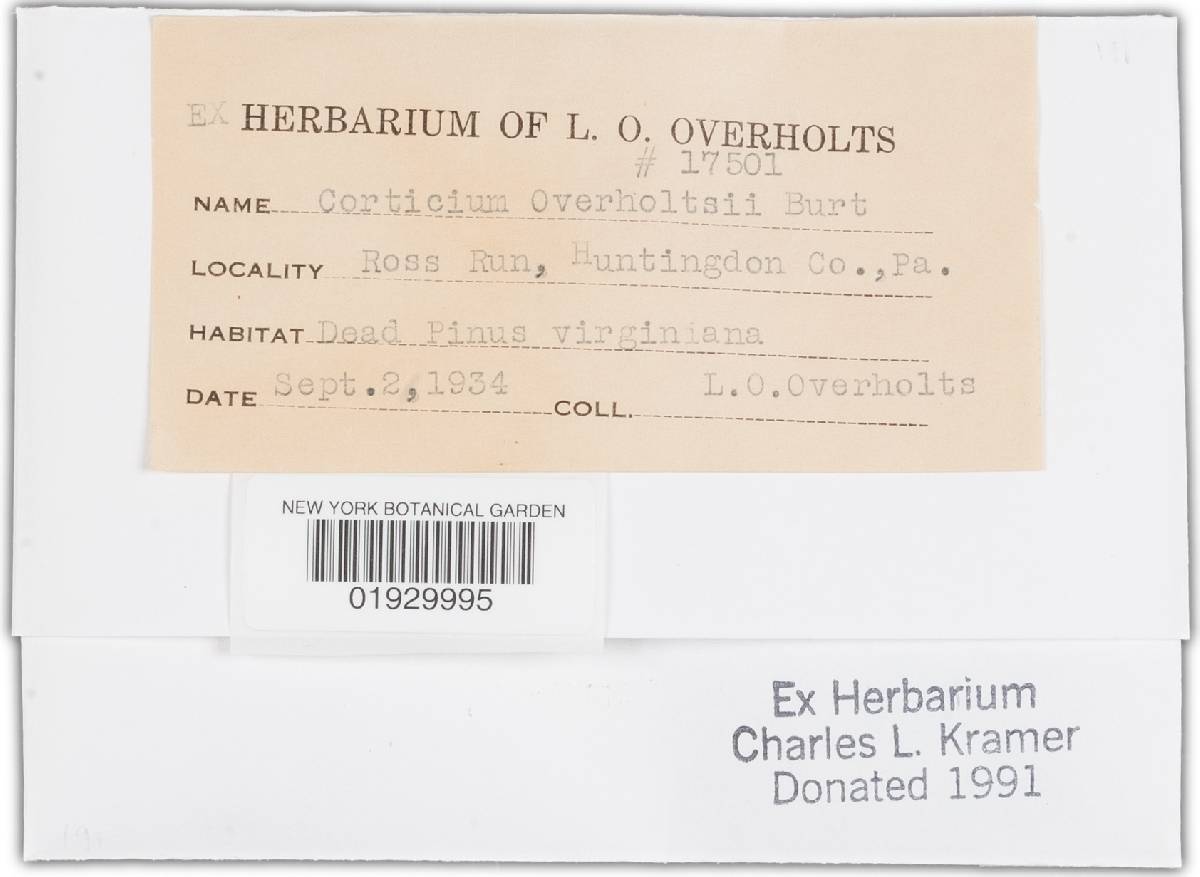 EX HERBARIUM OF L. O. OVERHOLTS
# 17501
NAME Corticium Overholtsii Burt
LOCALITY Ross Run, Huntingdon Co., Pa.
HABITAT Dead Pinus virginiana
DATE Sept.2,1934 COLL. L.O.Overholts
NEW YORK BOTANICAL GARDEN
01929995
Ex Herbarium
Charles L. Kramer
Donated 1991